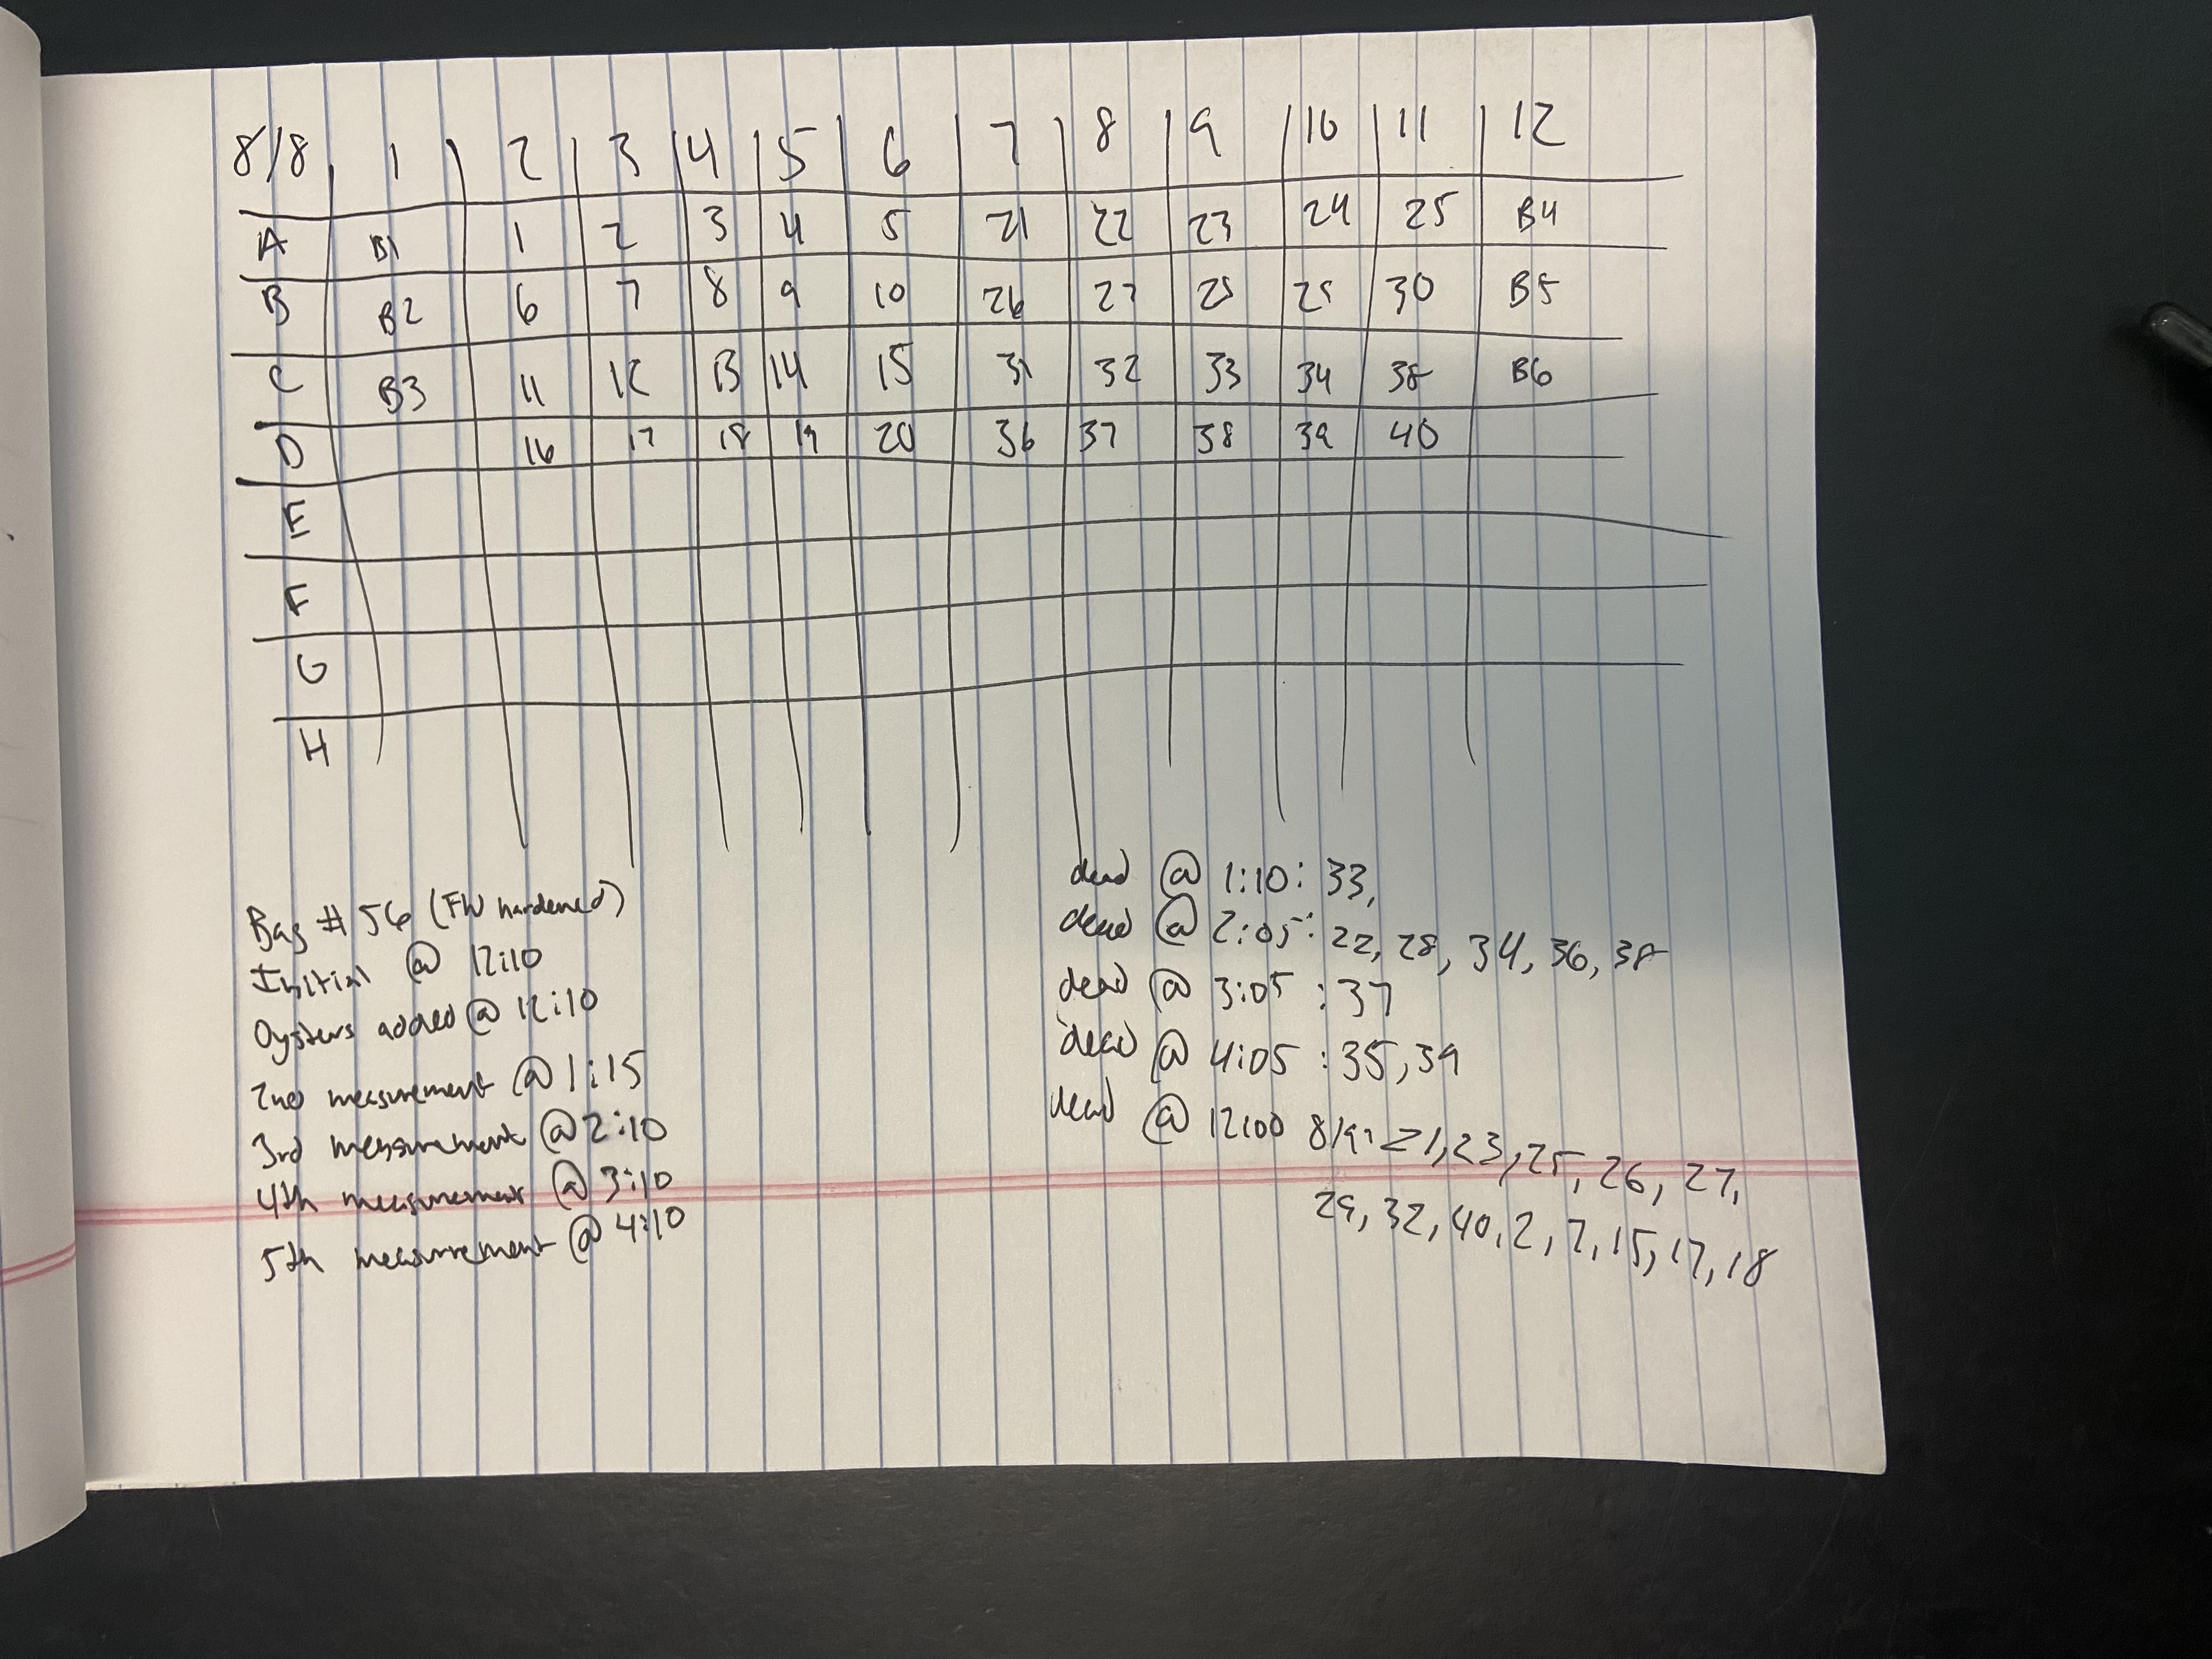 8/8 1 2 3 4 5 6 7 8 9 10 11 12
A B1 1 2 3 4 5 21 22 23 24 25 B4
B B2 6 7 8 9 10 26 27 28 29 30 B5
C B3 11 12 13 14 15 31 32 33 34 35 B6
D 16 17 18 19 20 36 37 38 39 40
E
F
G
H
Bag # 56 (FW hardened)
Initial @ 12:10
Oysters added @ 12:10
2nd measurement @ 1:15
3rd measurement @ 2:10
4th measurement @ 3:10
5th measurement @ 4:10
dead @ 1:10: 33,
dead @ 2:05: 22, 28, 34, 36, 38
dead @ 3:05 : 37
dead @ 4:05 : 35, 39
dead @ 12:00 8/9: 21, 23, 25, 26, 27,
29, 32, 40, 2, 7, 15, 17, 18